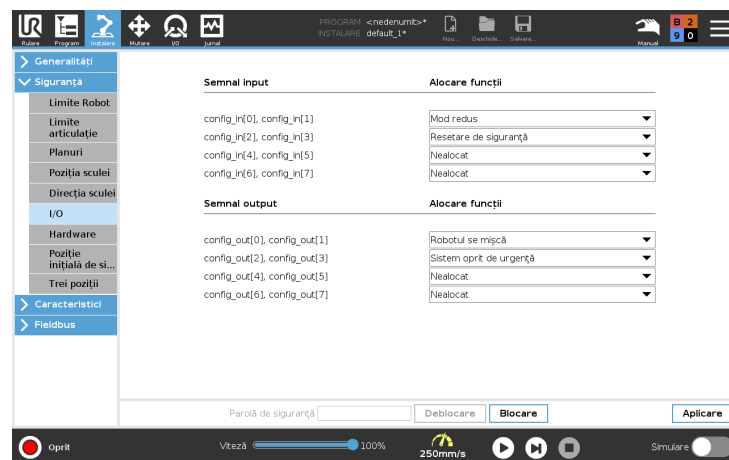 UR
PROGRAM <nedenumit>*
INSTALARE default_1*
Rulare Program Instalare Mutare I/O Jurnal Nou... Deschide... Salvare... Manual
B 2
9 0
Generalități
Siguranță
Limite Robot
Limite
articulație
Planuri
Poziția sculei
Direcția sculei
I/O
Hardware
Poziție
inițială de si...
Trei poziții
Caracteristici
Fieldbus
Semnal input Alocare funcții
config_in[0], config_in[1] Mod redus
config_in[2], config_in[3] Resetare de siguranță
config_in[4], config_in[5] Nealocat
config_in[6], config_in[7] Nealocat
Semnal output Alocare funcții
config_out[0], config_out[1] Robotul se mișcă
config_out[2], config_out[3] Sistem oprit de urgență
config_out[4], config_out[5] Nealocat
config_out[6], config_out[7] Nealocat
Parolă de siguranță Deblocare Blocare Aplicare
Oprit Viteză 100% 250mm/s Simulare